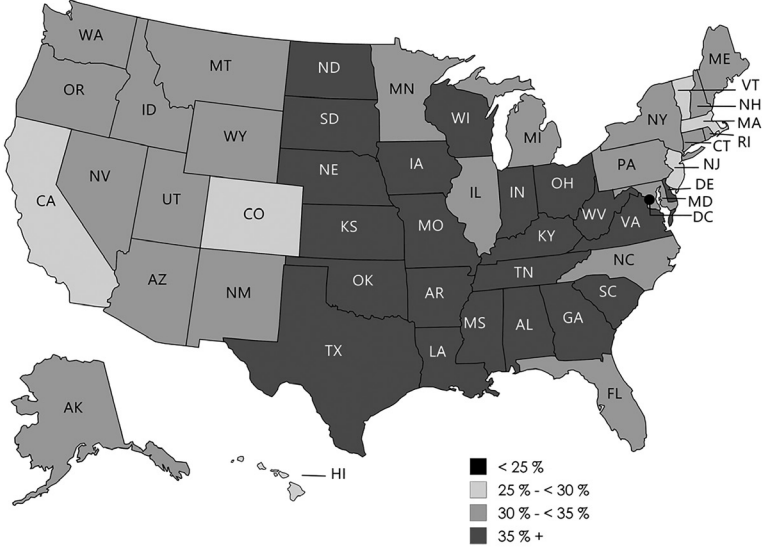 WA
ME
MT
ND
VT
OR
MN
NH
ID
SD
WI
NY
MA
WY
MI
RI
CT
PA
NE
IA
NJ
NV
OH
DE
IL
IN
CA
UT
CO
MD
WV
DC
KS
MO
VA
KY
NC
TN
AZ
OK
NM
AR
SC
MS
AL
GA
TX
LA
FL
AK
HI
< 25 %
25 % - < 30 %
30 % - < 35 %
35 % +